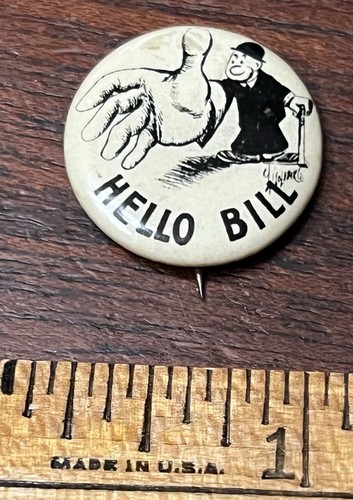 HELLO BILL
MADE IN U.S.A.
1